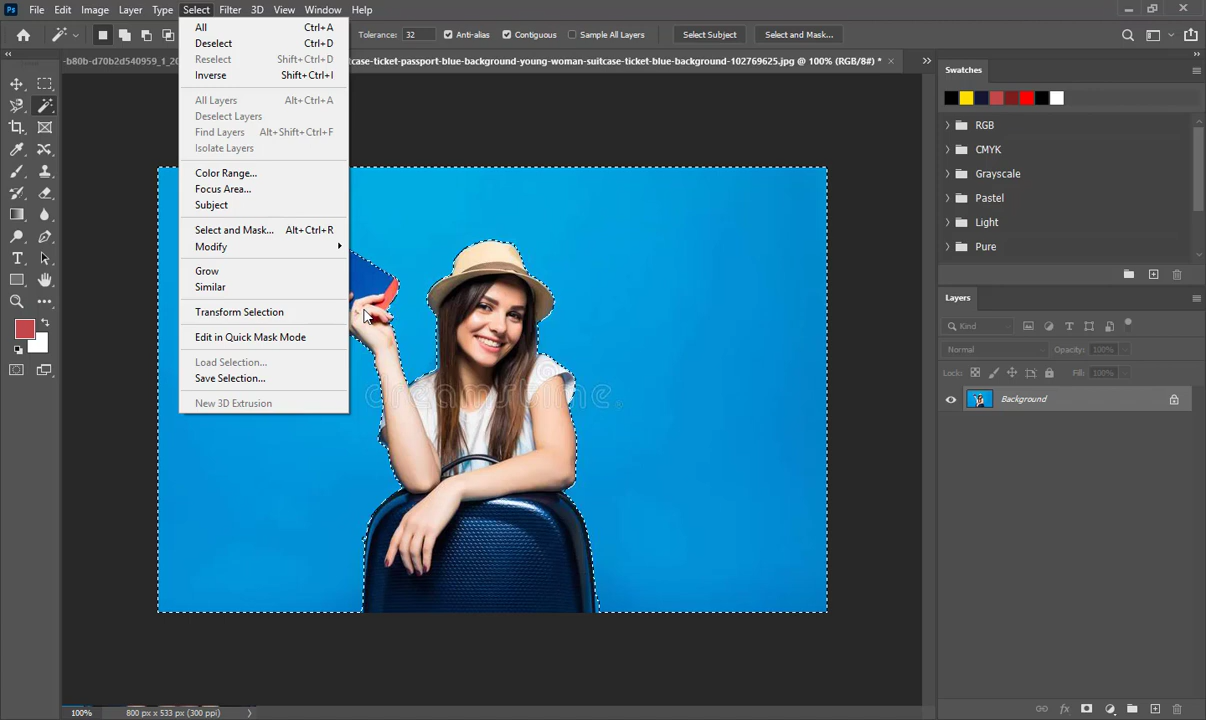 Ps File Edit Image Layer Type Select Filter 3D View Window Help
Tolerance: 32 Anti-alias Contiguous Sample All Layers Select Subject Select and Mask...
-b80b-d70b2d540959_1_20
case-ticket-passport-blue-background-young-woman-suitcase-ticket-blue-background-102769625.jpg @ 100% (RGB/8#) *
All Ctrl+A
Deselect Ctrl+D
Reselect Shift+Ctrl+D
Inverse Shift+Ctrl+I
All Layers Alt+Ctrl+A
Deselect Layers
Find Layers Alt+Shift+Ctrl+F
Isolate Layers
Color Range...
Focus Area...
Subject
Select and Mask... Alt+Ctrl+R
Modify
Grow
Similar
Transform Selection
Edit in Quick Mask Mode
Load Selection...
Save Selection...
New 3D Extrusion
dreamstime
Swatches
RGB
CMYK
Grayscale
Pastel
Light
Pure
Layers
Kind
Normal Opacity: 100%
Lock: Fill: 100%
Background
100% 800 px x 533 px (300 ppi)